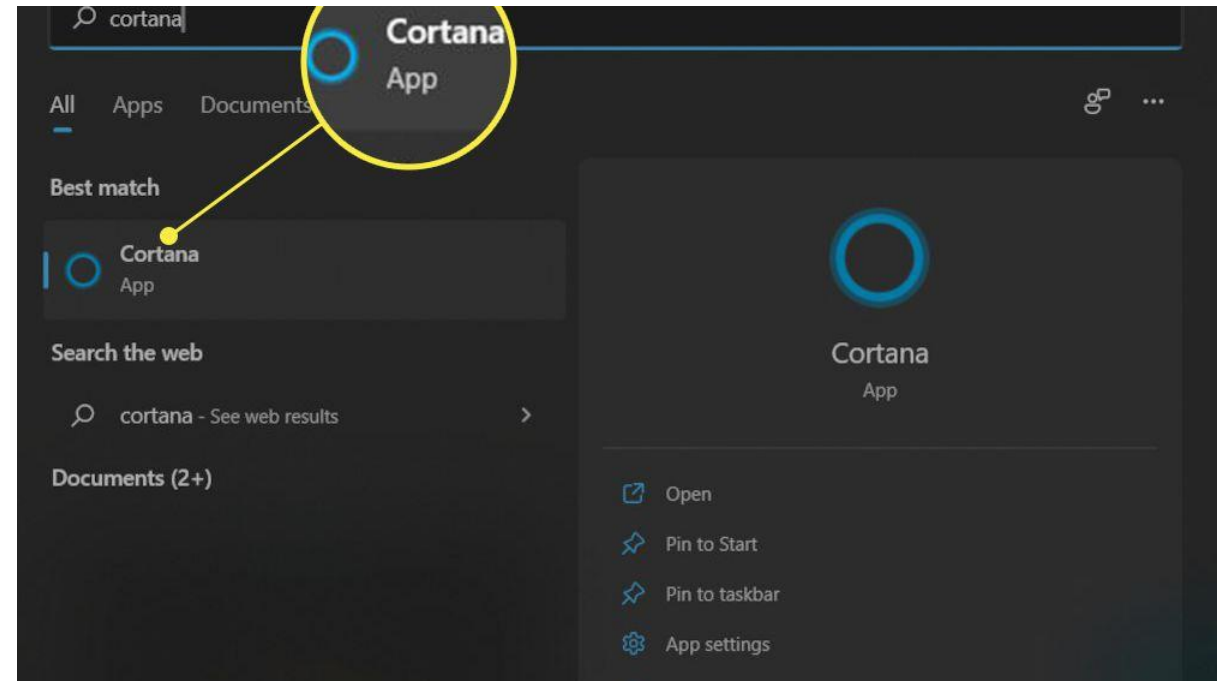 cortana
Cortana
App
All Apps Documents
Best match
Cortana
App
Search the web
cortana - See web results
Documents (2+)
Cortana
App
Open
Pin to Start
Pin to taskbar
App settings